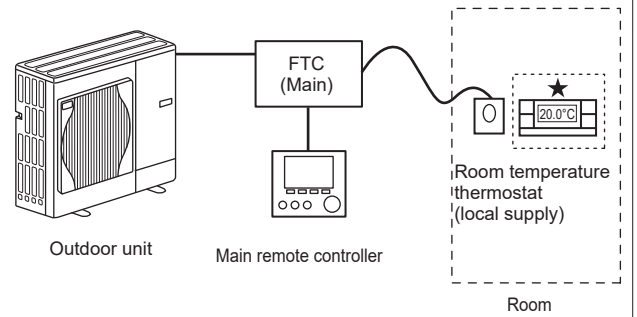 FTC
(Main)
20.0°C
Room temperature
thermostat
(local supply)
Outdoor unit
Main remote controller
Room